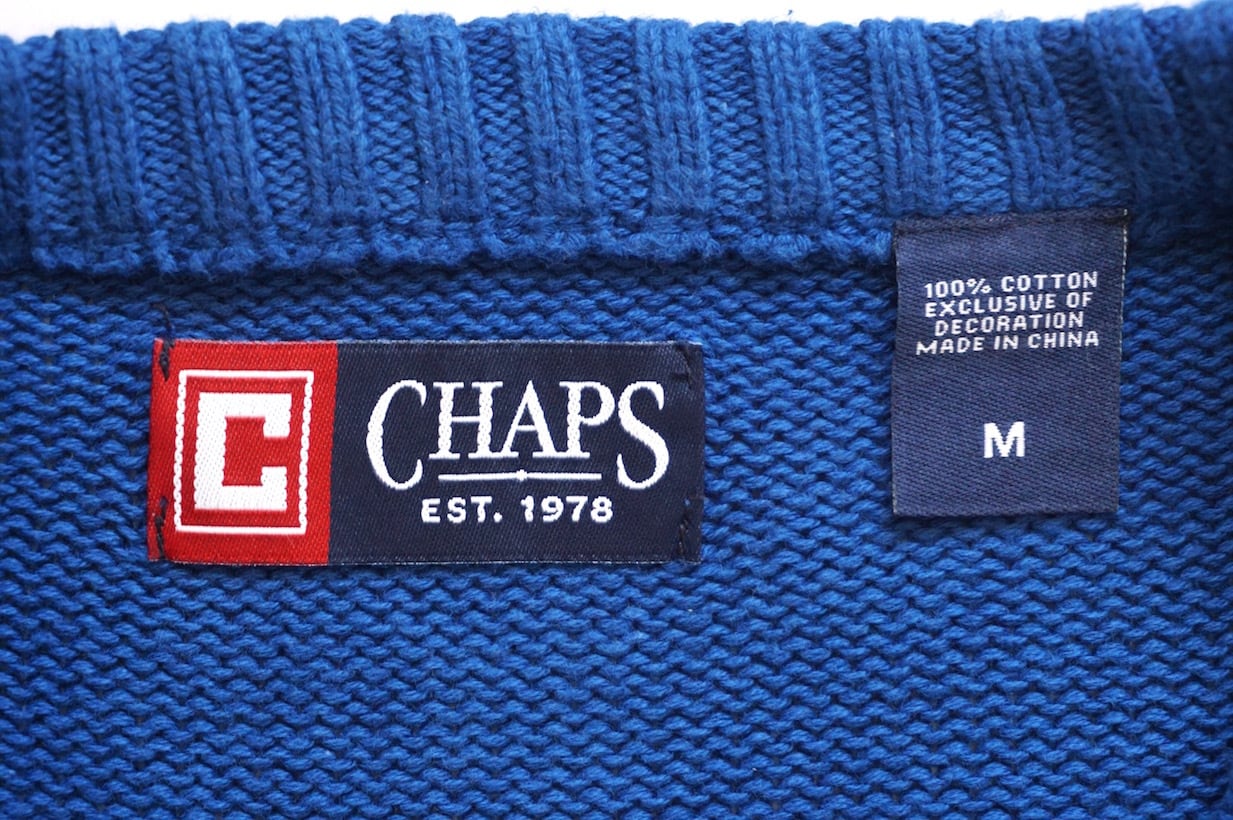 C
CHAPS
EST. 1978
100% COTTON
EXCLUSIVE OF
DECORATION
MADE IN CHINA
M